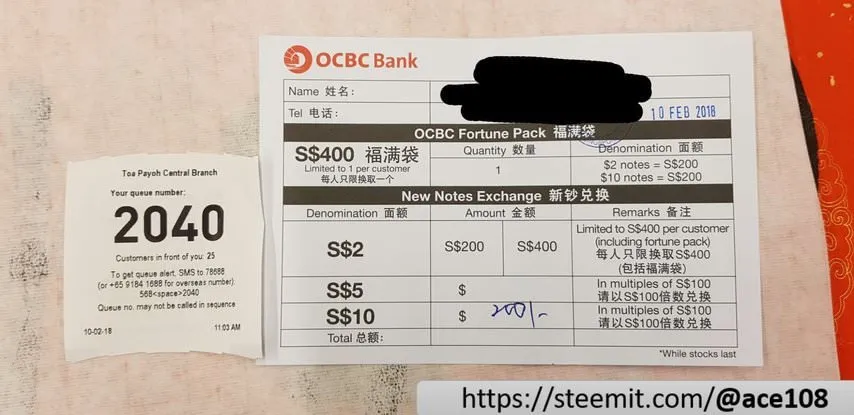 Toa Payoh Central Branch
Your queue number:
2040
Customers in front of you: 25
To get queue alert, SMS to 78688
(or +65 9184 1688 for overseas number):
568<space>2040
Queue no. may not be called in sequence
10-02-18 11:03 AM
OCBC Bank
Name 姓名:
Tel 电话:
10 FEB 2018
OCBC Fortune Pack 福满袋
S$400 福满袋
Limited to 1 per customer
每人只限换取一个
Quantity 数量
1
Denomination 面额
$2 notes = S$200
$10 notes = S$200
New Notes Exchange 新钞兑换
Denomination 面额 Amount 金额 Remarks 备注
S$2 S$200 S$400
Limited to S$400 per customer
(including fortune pack)
每人只限换取S$400
(包括福满袋)
S$5 $
In multiples of S$100
请以S$100倍数兑换
S$10 $ 200/-
In multiples of S$100
请以S$100倍数兑换
Total 总额:
*While stocks last
https://steemit.com/@ace108